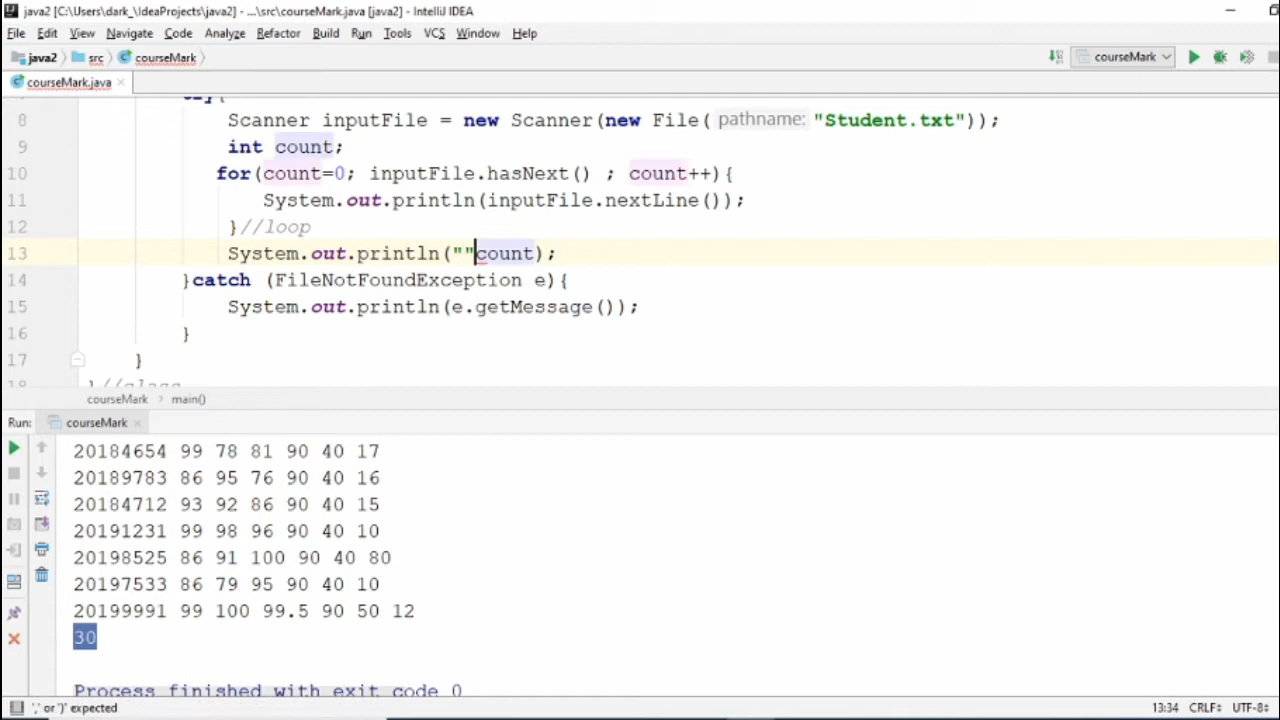 java2 [C:\Users\dark_\IdeaProjects\java2] - ...\src\courseMark.java [java2] - IntelliJ IDEA
File Edit View Navigate Code Analyze Refactor Build Run Tools VCS Window Help
java2 src courseMark courseMark
courseMark.java
try{
8 Scanner inputFile = new Scanner(new File( pathname: "Student.txt"));
9 int count;
10 for(count=0; inputFile.hasNext() ; count++){
11 System.out.println(inputFile.nextLine());
12 }//loop
13 System.out.println(""count);
14 }catch (FileNotFoundException e){
15 System.out.println(e.getMessage());
16 }
17 }
18 }//class
courseMark main()
Run: courseMark
20184654 99 78 81 90 40 17
20189783 86 95 76 90 40 16
20184712 93 92 86 90 40 15
20191231 99 98 96 90 40 10
20198525 86 91 100 90 40 80
20197533 86 79 95 90 40 10
20199991 99 100 99.5 90 50 12
30
Process finished with exit code 0
',' or ')' expected 13:34 CRLF UTF-8